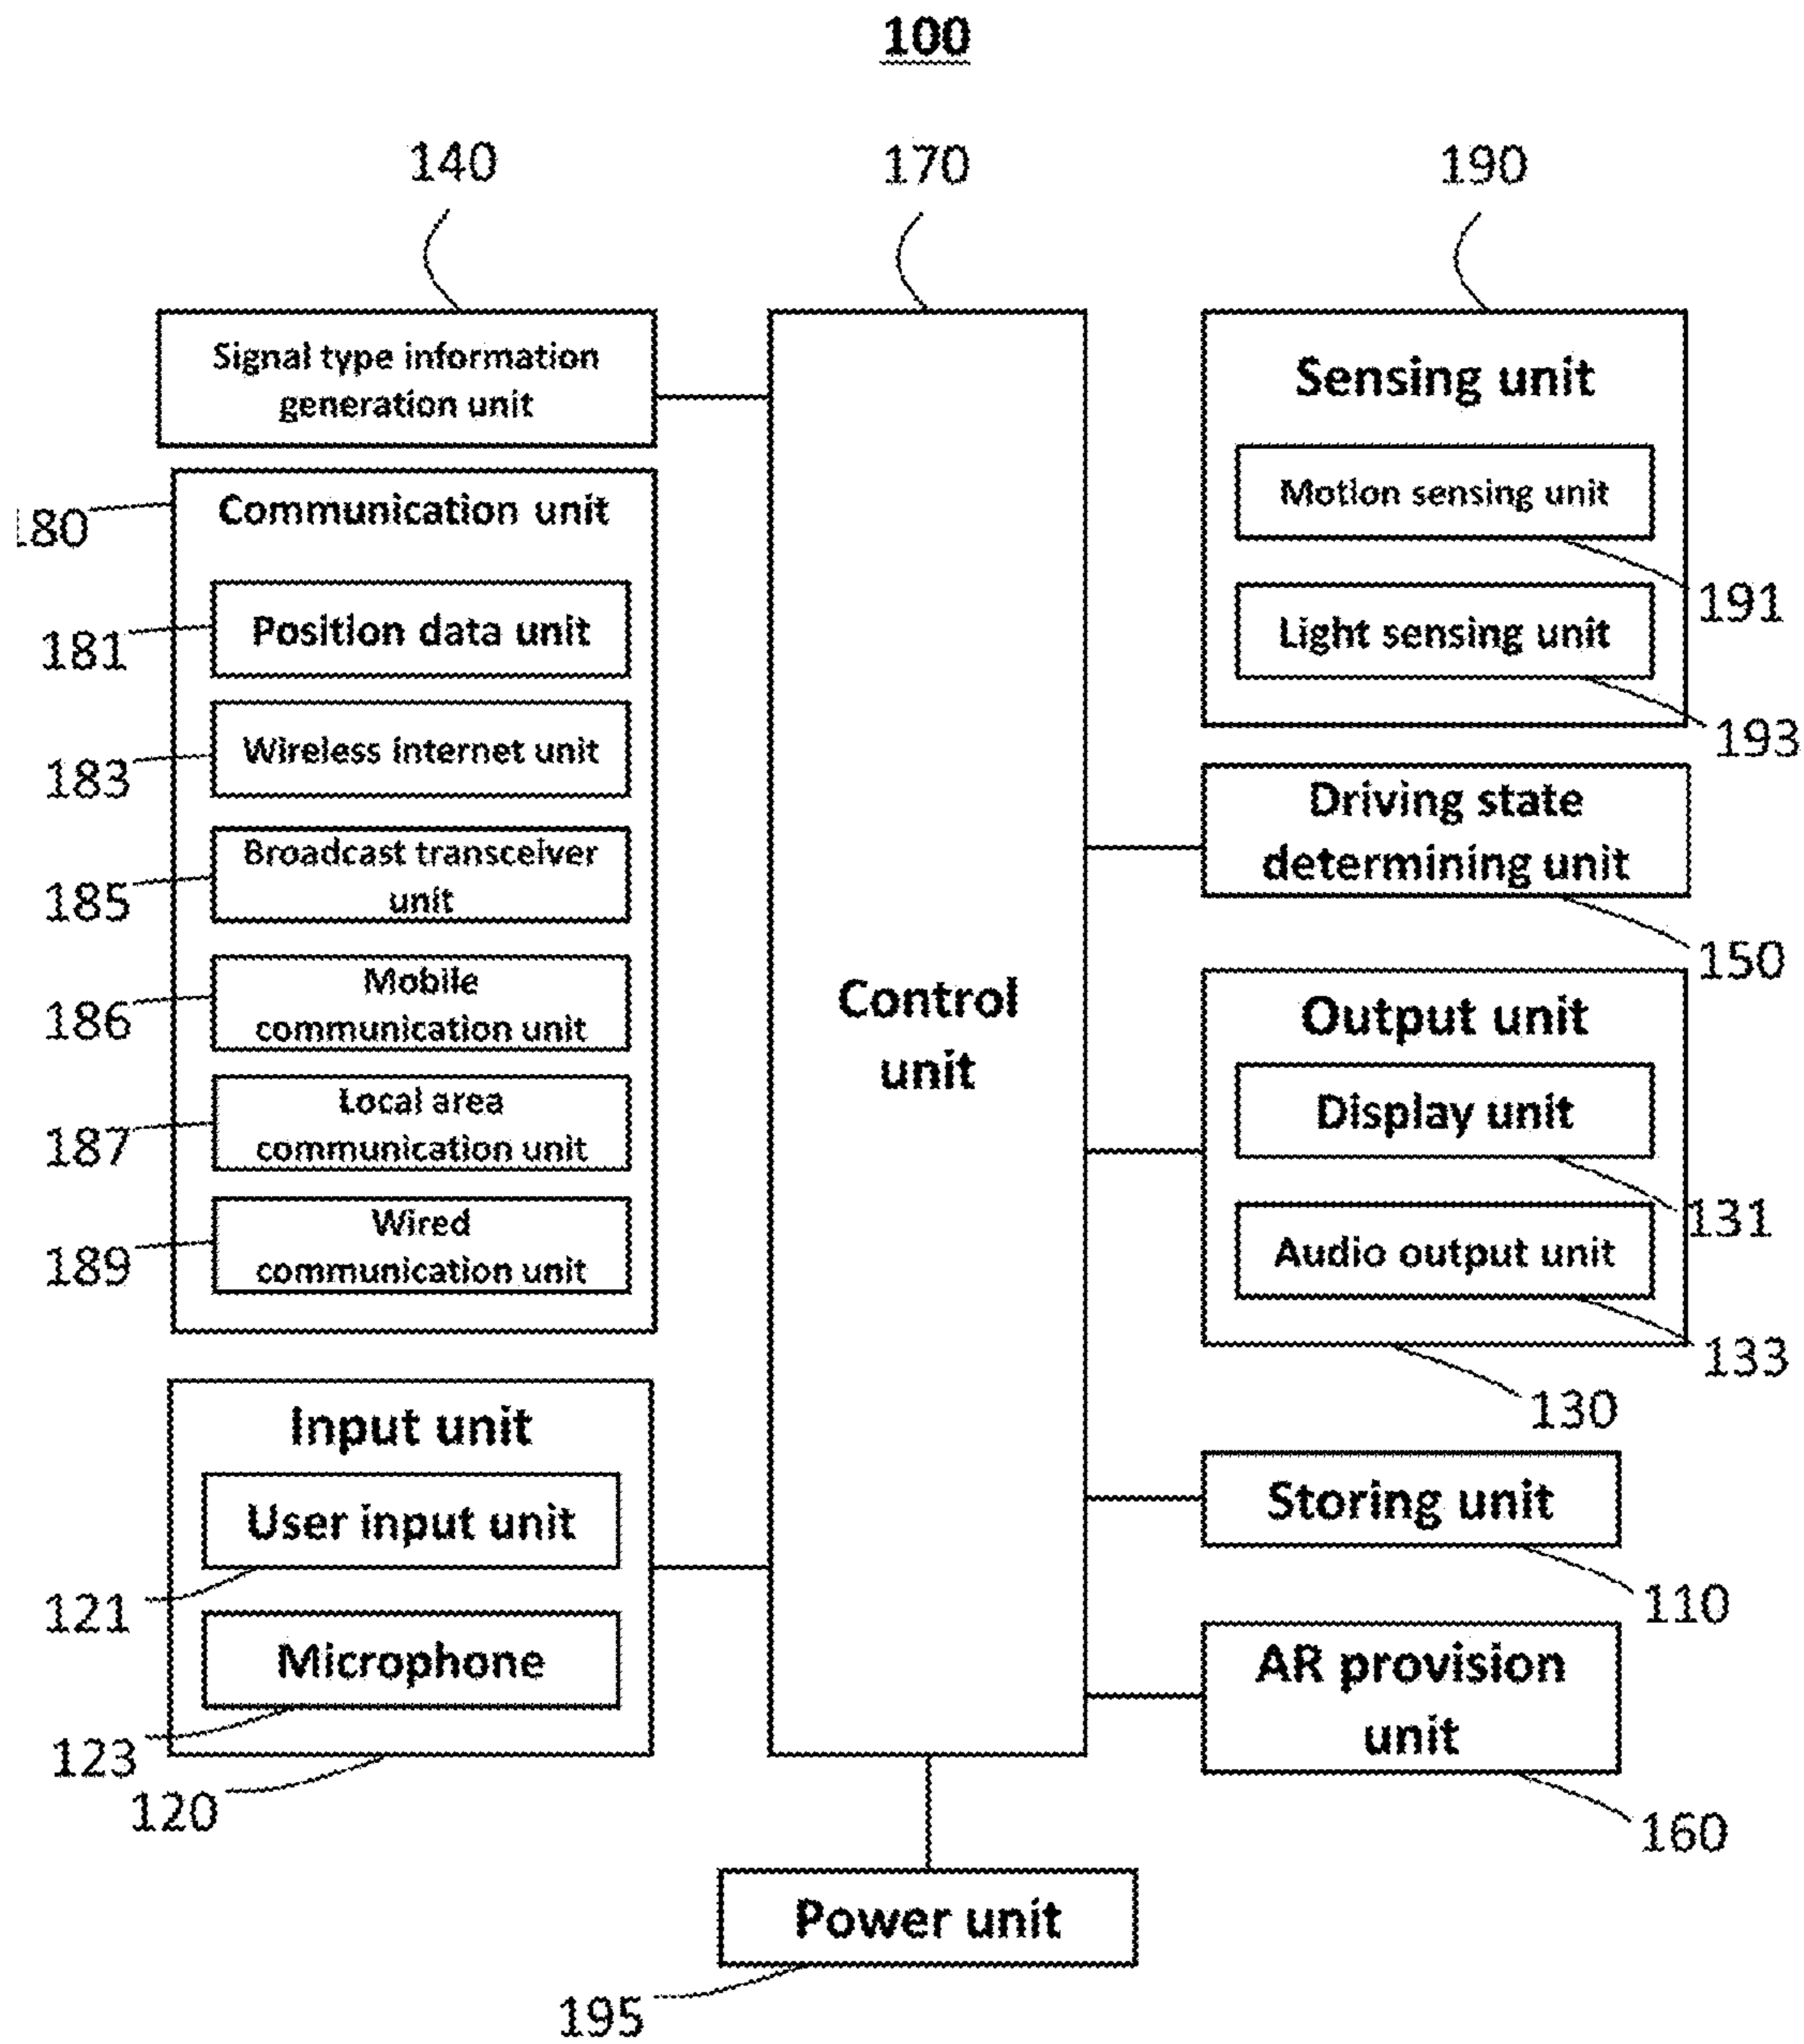 100
140
170
190
Signal type information
generation unit
180
Communication unit
181
Position data unit
183
Wireless internet unit
185
Broadcast transceiver
unit
186
Mobile
communication unit
187
Local area
communication unit
189
Wired
communication unit
Input unit
User input unit
121
Microphone
123
120
Control
unit
Sensing unit
Motion sensing unit
191
Light sensing unit
193
Driving state
determining unit
150
Output unit
Display unit
131
Audio output unit
133
130
Storing unit
110
AR provision
unit
160
Power unit
195